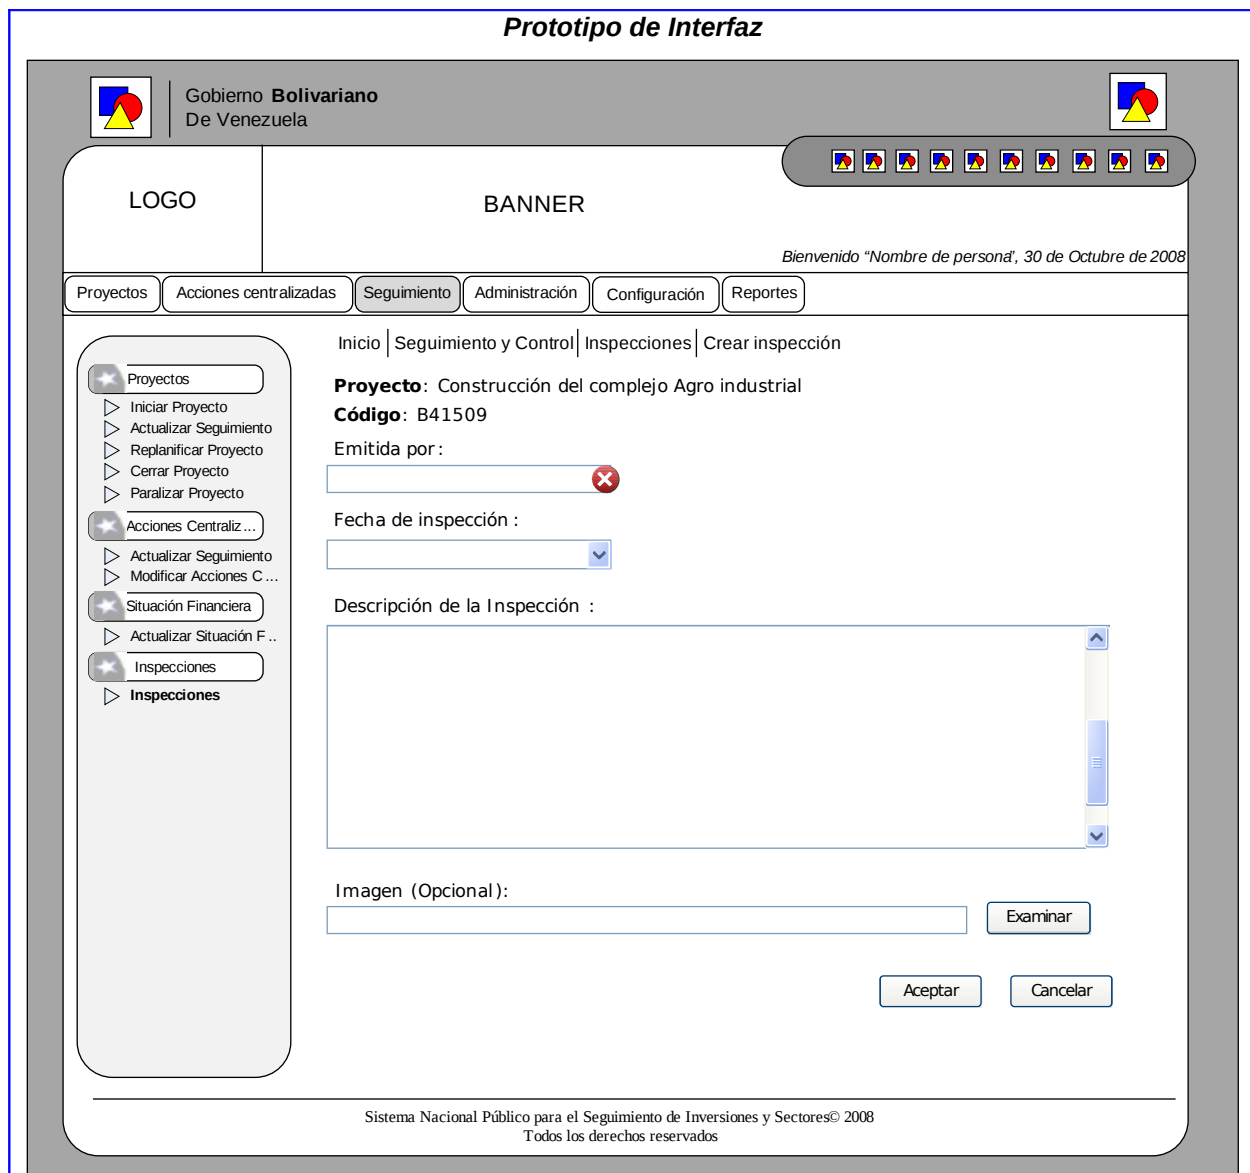 Prototipo de Interfaz
Gobierno Bolivariano
De Venezuela
LOGO
BANNER
Bienvenido “Nombre de persona”, 30 de Octubre de 2008
Proyectos
Acciones centralizadas
Seguimiento
Administración
Configuración
Reportes
Inicio
Seguimiento y Control
Inspecciones
Crear inspección
Proyectos
Iniciar Proyecto
Actualizar Seguimiento
Replanificar Proyecto
Cerrar Proyecto
Paralizar Proyecto
Acciones Centraliz...
Actualizar Seguimiento
Modificar Acciones C...
Situación Financiera
Actualizar Situación F..
Inspecciones
Inspecciones
Proyecto: Construcción del complejo Agro industrial
Código: B41509
Emitida por:
Fecha de inspección :
Descripción de la Inspección :
Imagen (Opcional):
Examinar
Aceptar
Cancelar
Sistema Nacional Público para el Seguimiento de Inversiones y Sectores© 2008
Todos los derechos reservados